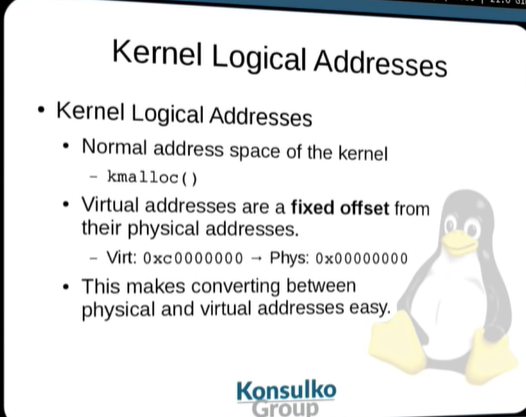 Kernel Logical Addresses
• Kernel Logical Addresses
• Normal address space of the kernel
– kmalloc()
• Virtual addresses are a fixed offset from
their physical addresses.
– Virt: 0xc0000000 → Phys: 0x00000000
• This makes converting between
physical and virtual addresses easy.
Konsulko
Group